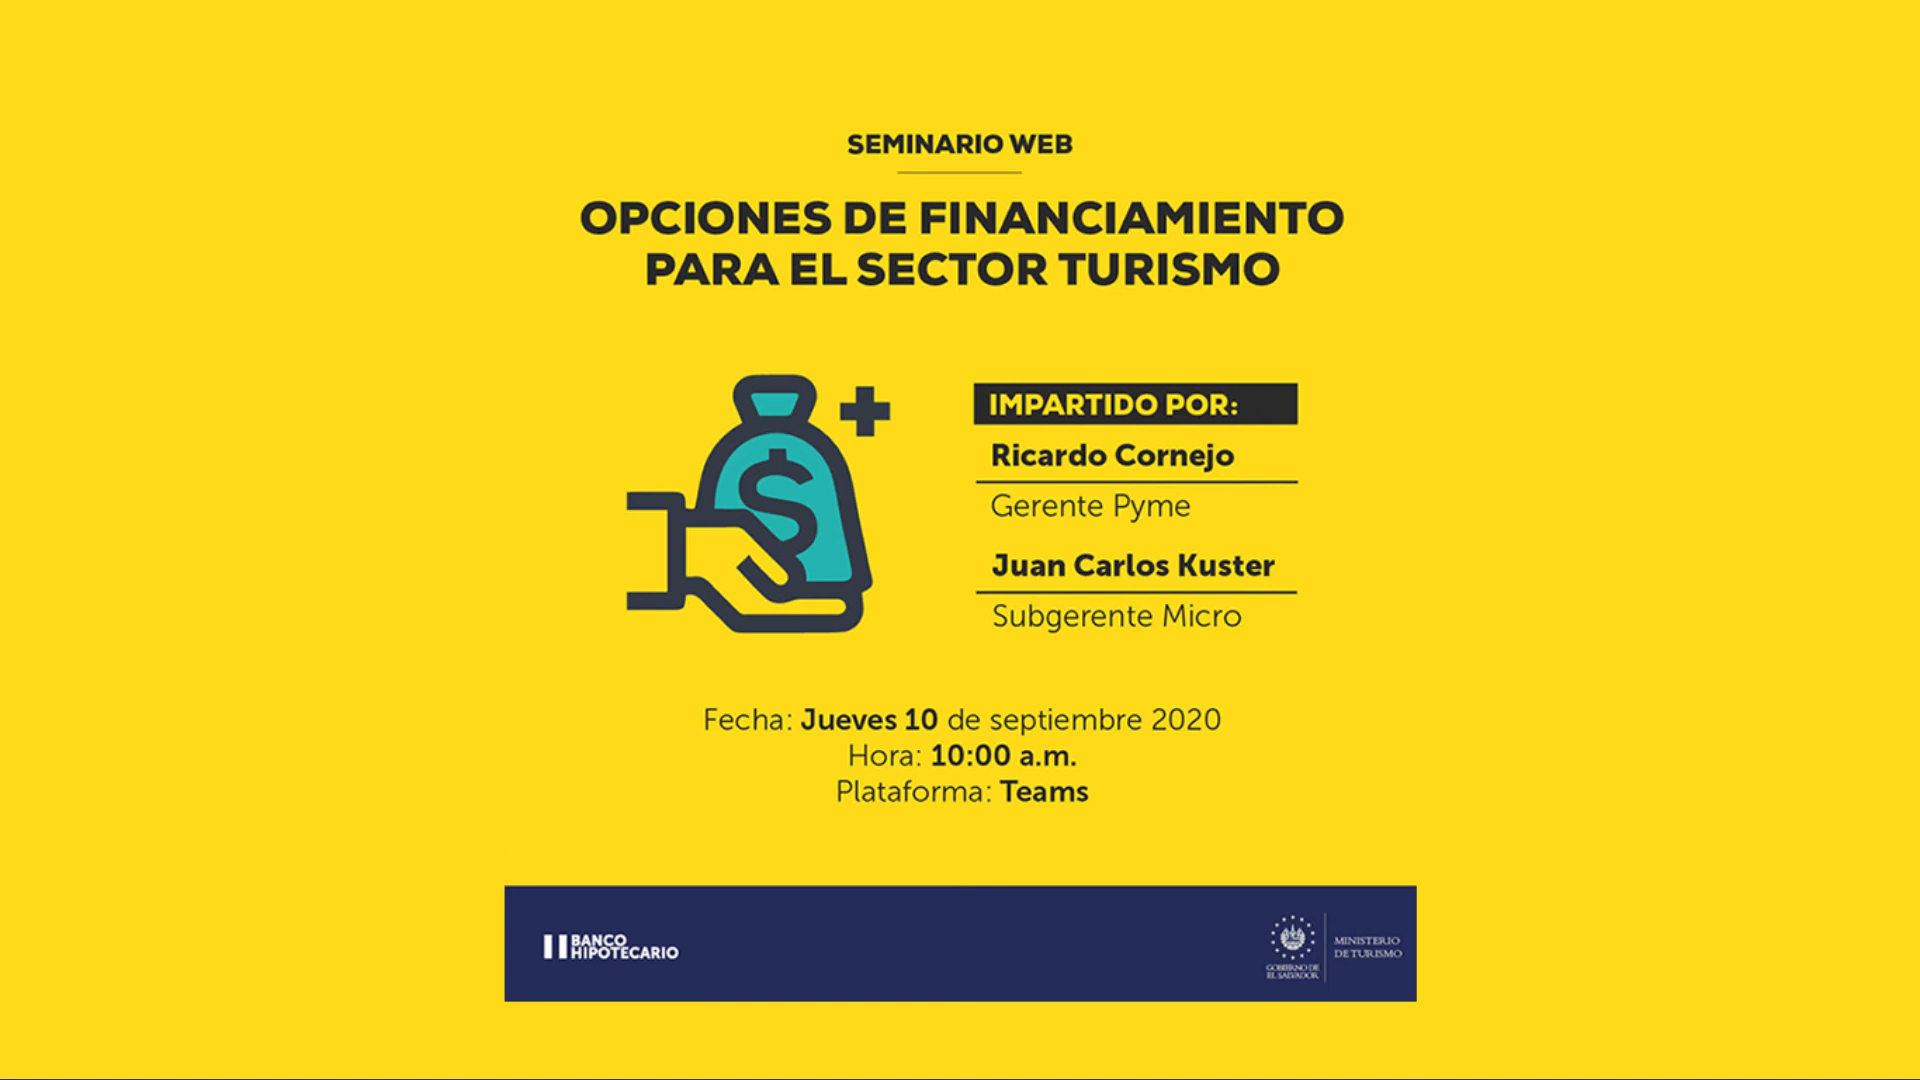 SEMINARIO WEB
OPCIONES DE FINANCIAMIENTO
PARA EL SECTOR TURISMO
$
IMPARTIDO POR:
Ricardo Cornejo
Gerente Pyme
Juan Carlos Kuster
Subgerente Micro
Fecha: Jueves 10 de septiembre 2020
Hora: 10:00 a.m.
Plataforma: Teams
BANCO
HIPOTECARIO
GOBIERNO DE
EL SALVADOR
MINISTERIO
DE TURISMO